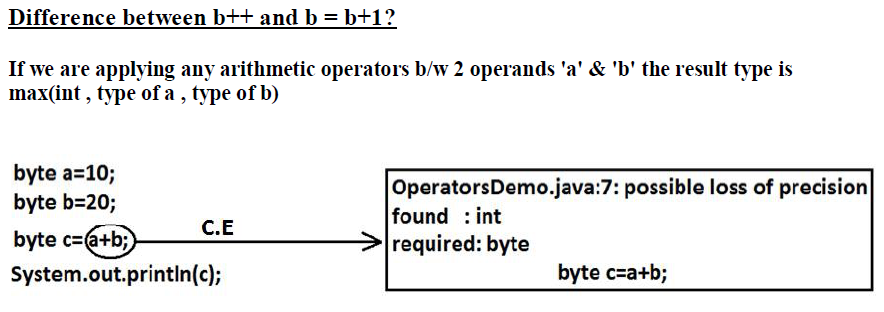 Difference between b++ and b = b+1?
If we are applying any arithmetic operators b/w 2 operands 'a' & 'b' the result type is
max(int , type of a , type of b)
byte a=10;
byte b=20;
byte c=a+b;
System.out.println(c);
C.E
OperatorsDemo.java:7: possible loss of precision
found : int
required: byte
byte c=a+b;